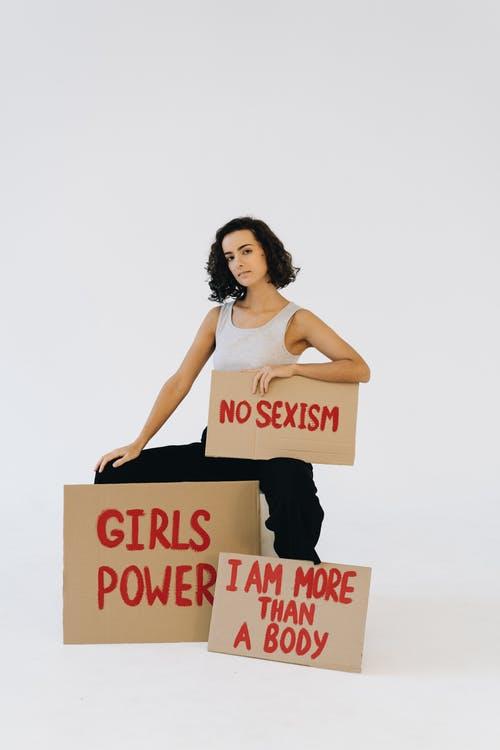 NO SEXISM
GIRLS
POWER
I AM MORE
THAN
A BODY